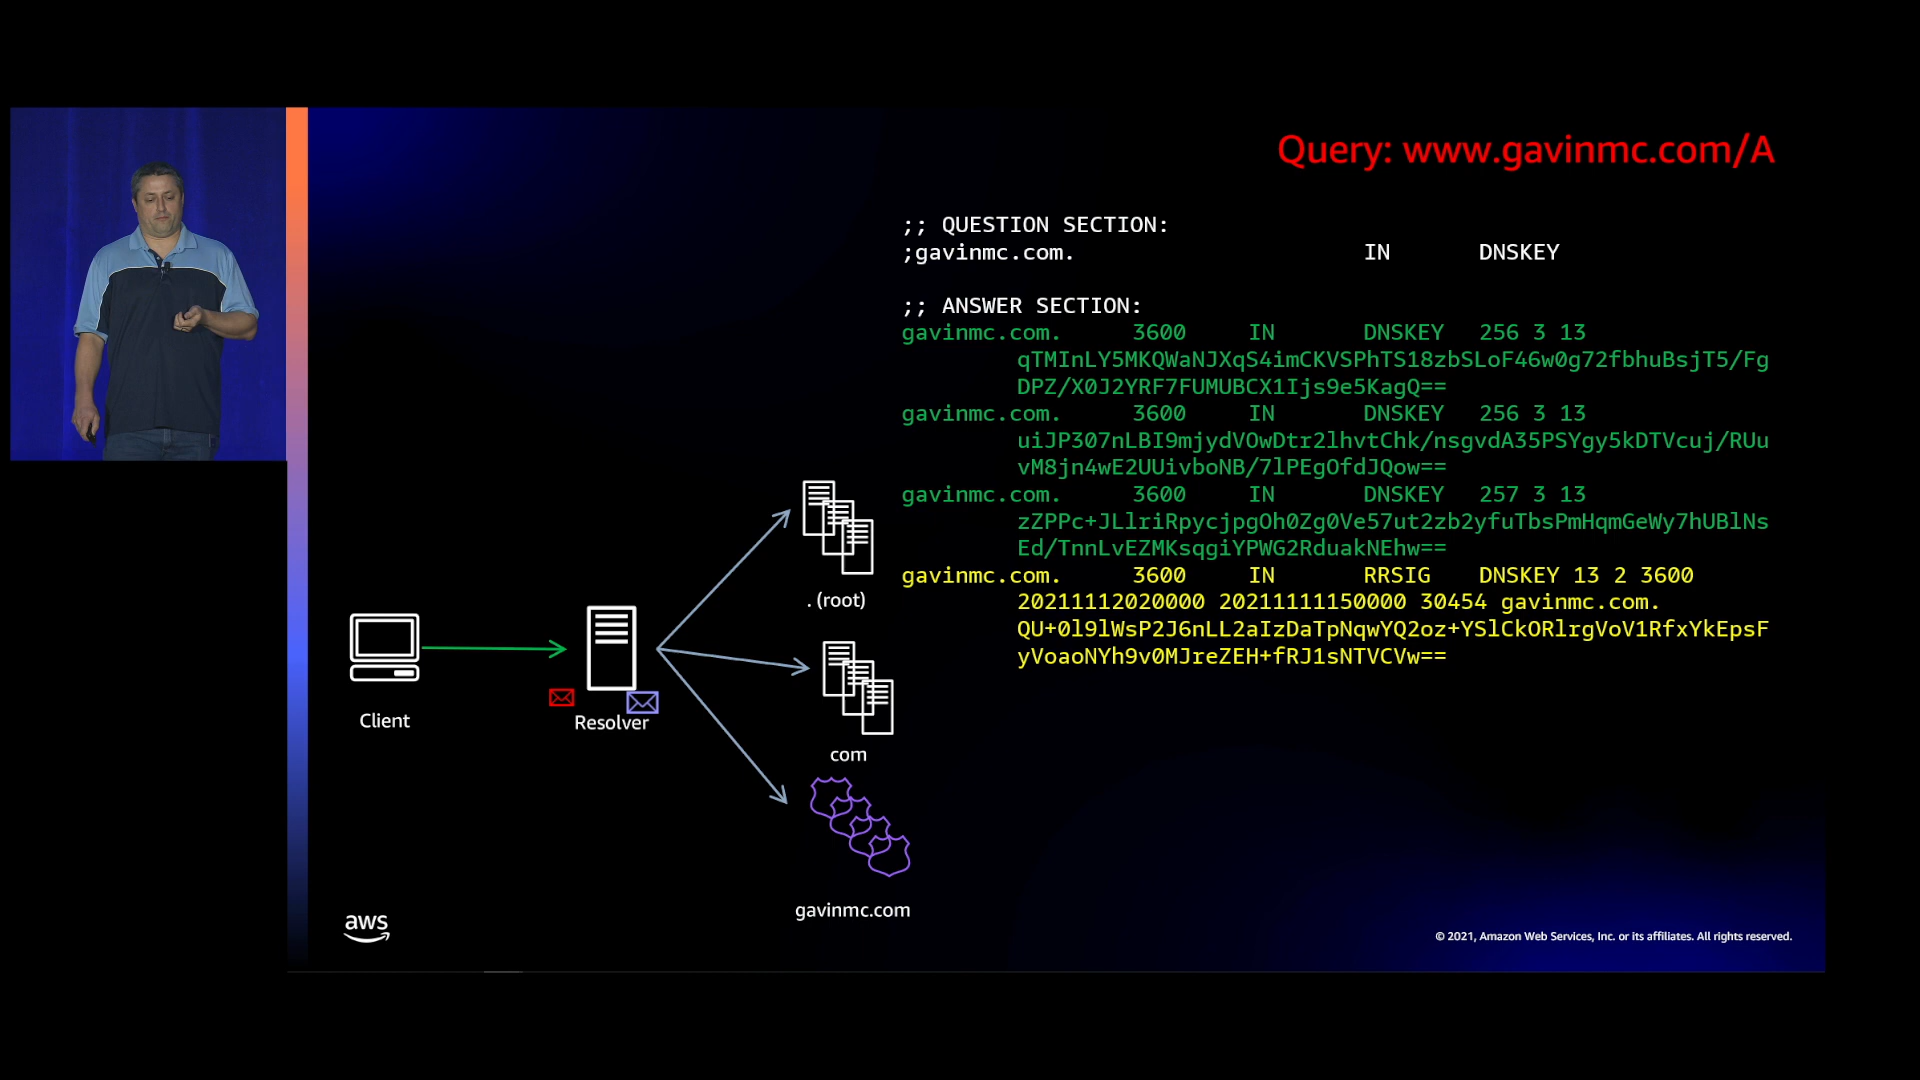 Query: www.gavinmc.com/A
;; QUESTION SECTION:
;gavinmc.com. IN DNSKEY
;; ANSWER SECTION:
gavinmc.com. 3600 IN DNSKEY 256 3 13
qTMInLY5MKQWaNJXqS4imCKVSPhTS18zbSLoF46w0g72fbhuBsjT5/Fg
DPZ/X0J2YRF7FUMUBCX1Ijs9e5KagQ==
gavinmc.com. 3600 IN DNSKEY 256 3 13
uiJP307nLBI9mjydVOwDtr2lhvtChk/nsgvdA35PSYgy5kDTVcuj/RUu
vM8jn4wE2UUivboNB/7lPEgOfdJQow==
gavinmc.com. 3600 IN DNSKEY 257 3 13
zZPPc+JLlriRpycjpgOh0Zg0Ve57ut2zb2yfuTbsPmHqmGeWy7hUBlNs
Ed/TnnLvEZMKsqgiYPWG2RduakNEhw==
gavinmc.com. 3600 IN RRSIG DNSKEY 13 2 3600
20211112020000 20211111150000 30454 gavinmc.com.
QU+0l9lWsP2J6nLL2aIzDaTpNqwYQ2oz+YSlCkORlrgVoV1RfxYkEpsF
yVoaoNYh9v0MJreZEH+fRJ1sNTVCVw==
. (root)
Client
Resolver
com
gavinmc.com
aws
© 2021, Amazon Web Services, Inc. or its affiliates. All rights reserved.